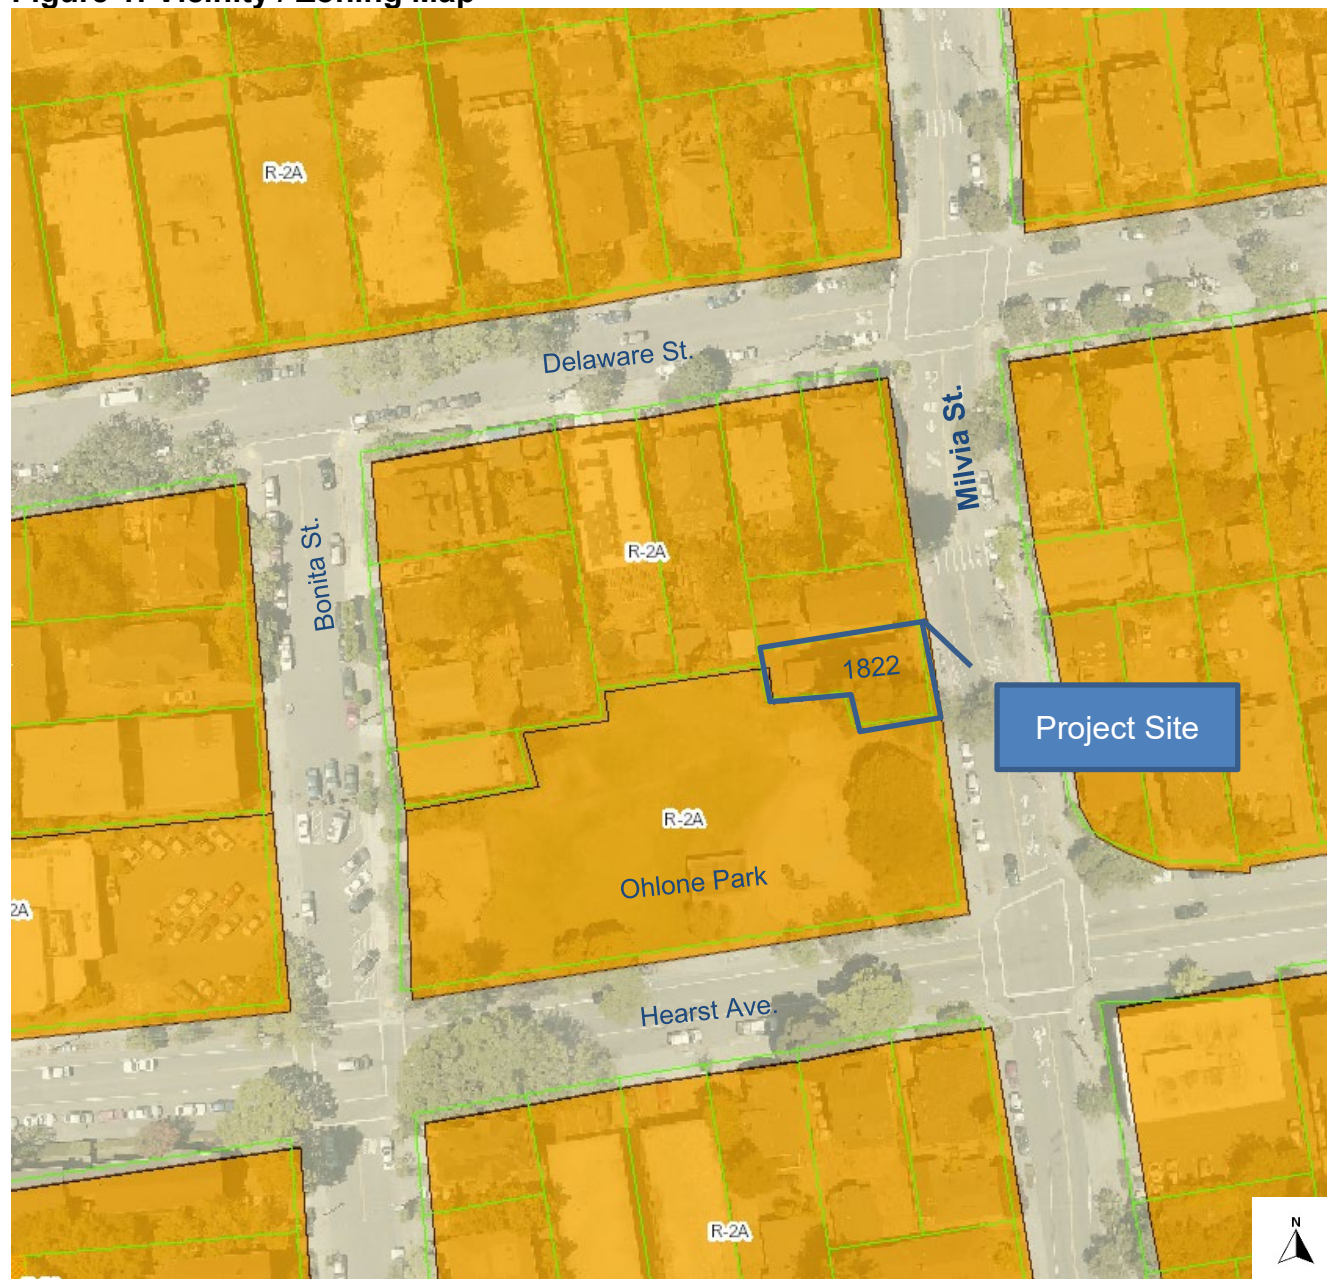 R-2A
Delaware St.
Milvia St.
Bonita St.
R-2A
1822
Project Site
R-2A
Ohlone Park
2A
Hearst Ave.
R-2A
N